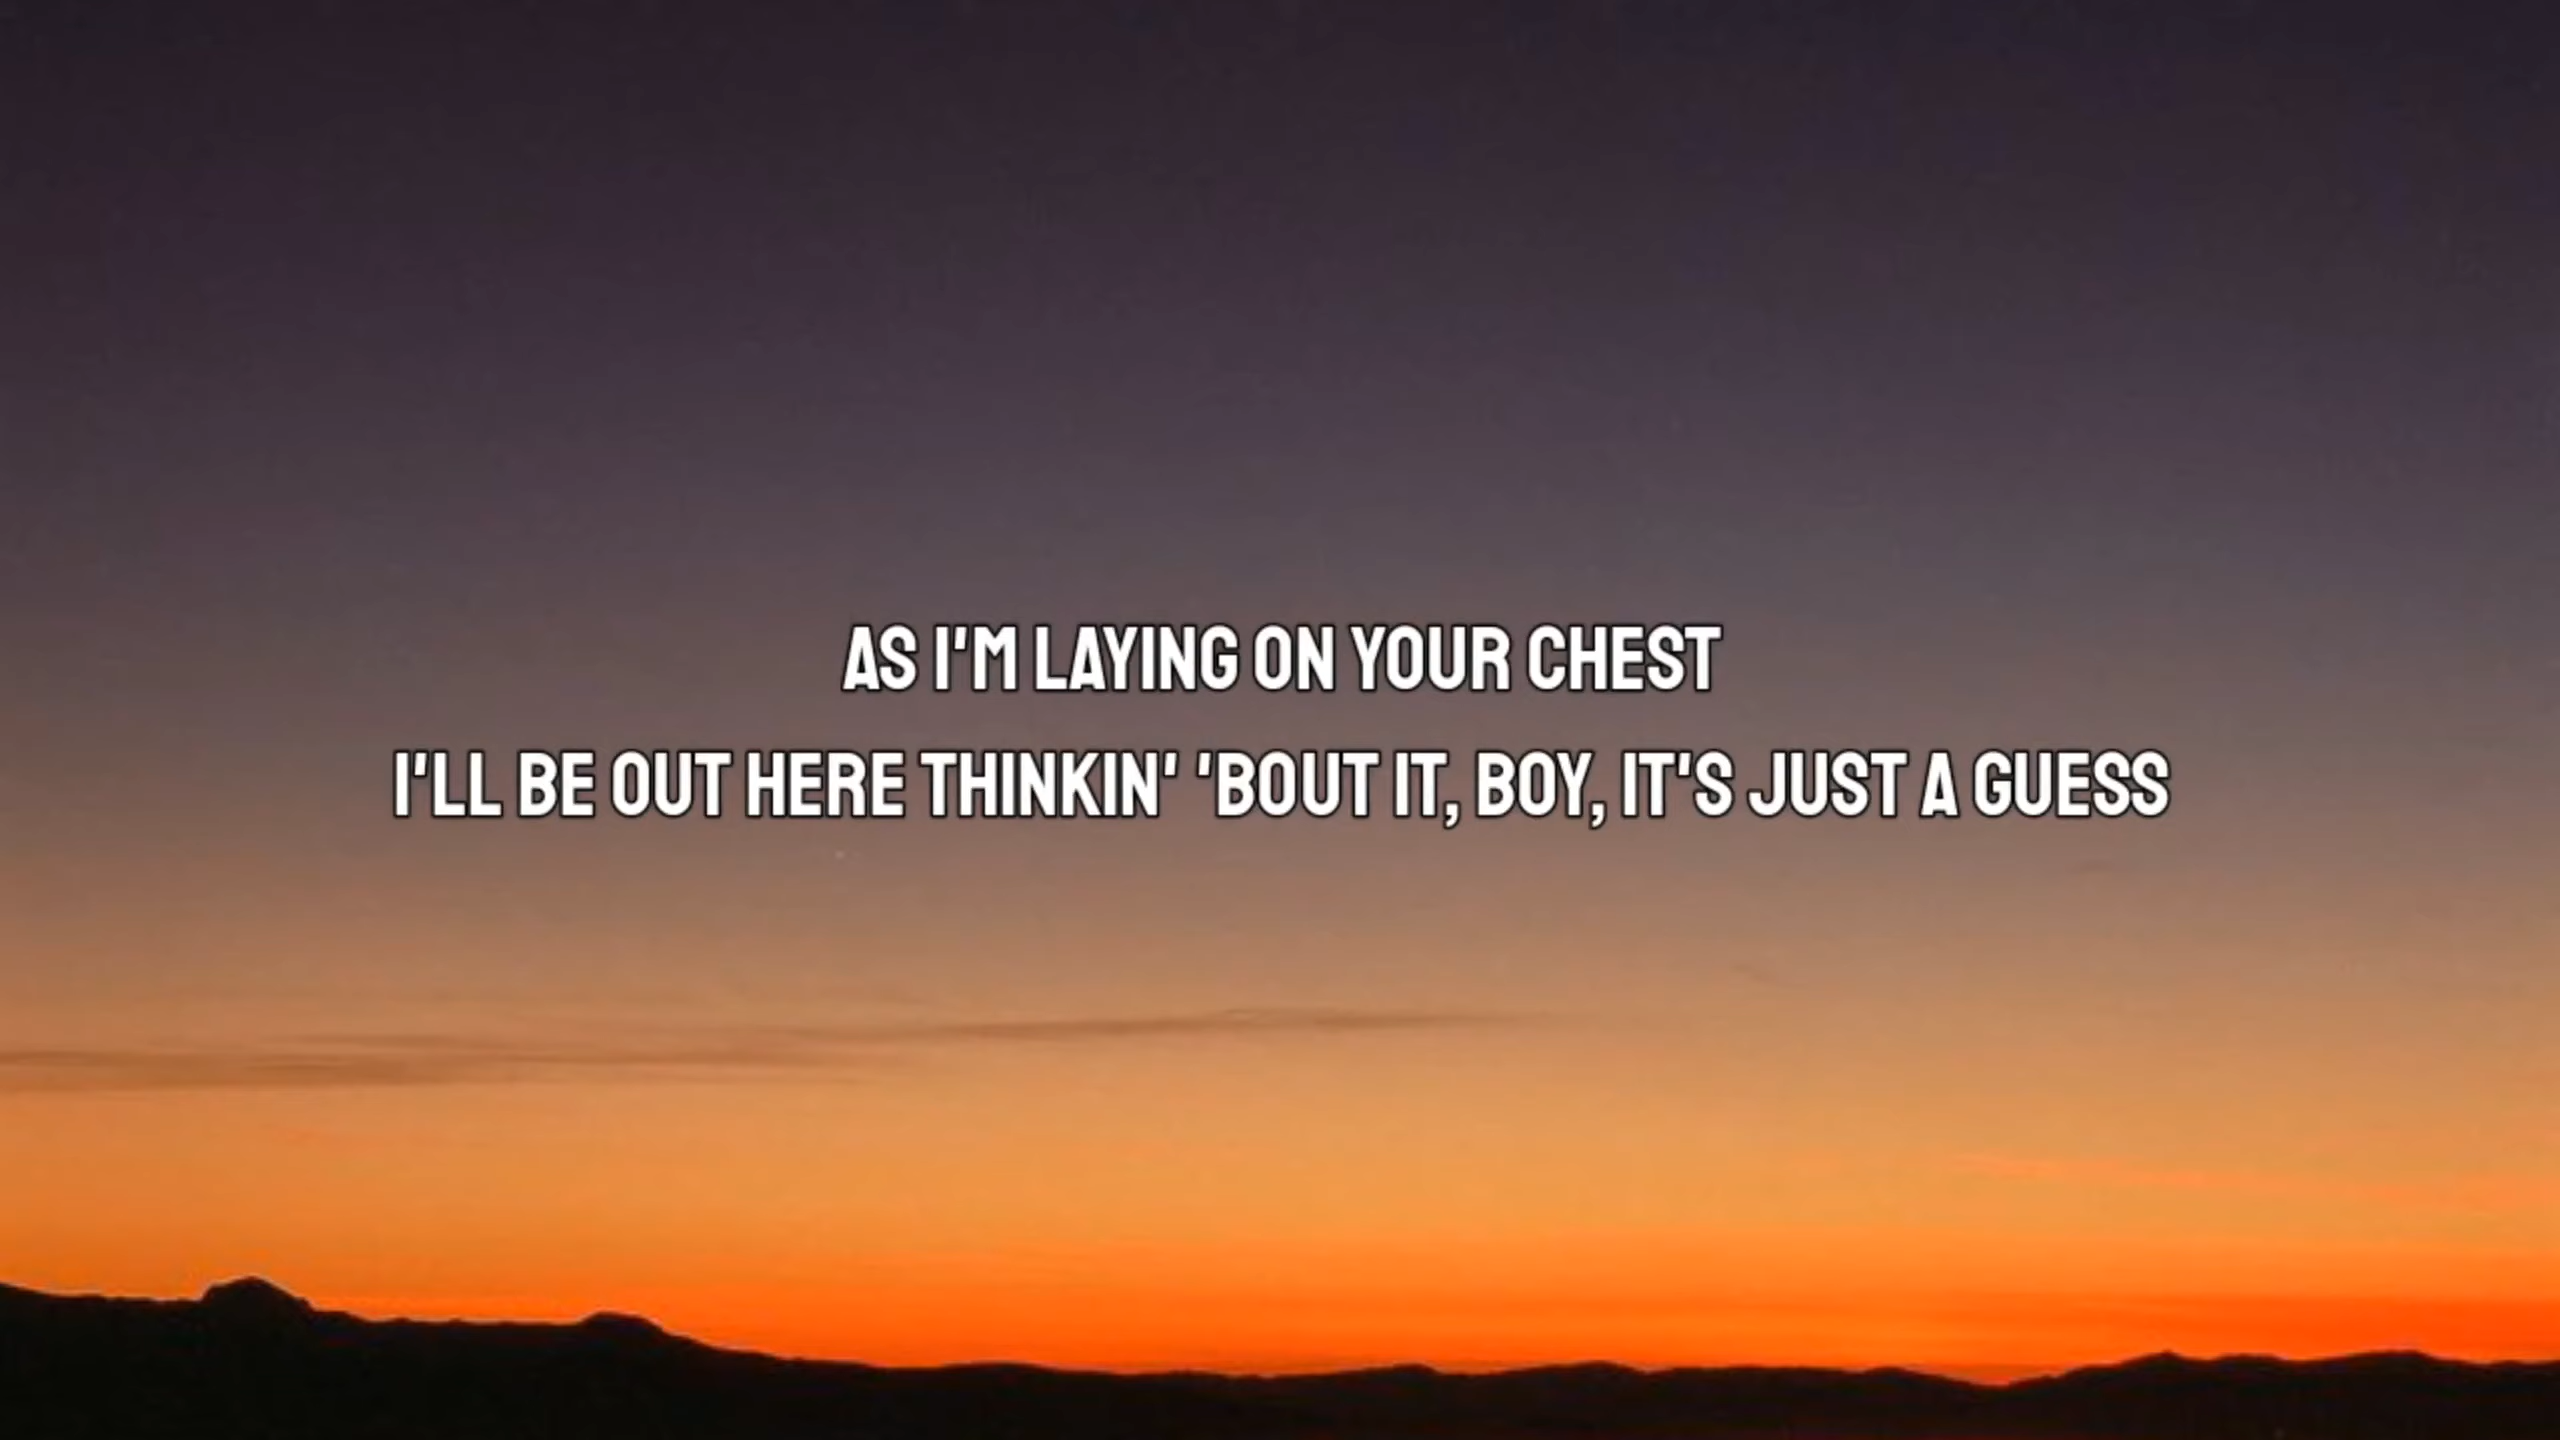 AS I'M LAYING ON YOUR CHEST
I'LL BE OUT HERE THINKIN' 'BOUT IT, BOY, IT'S JUST A GUESS